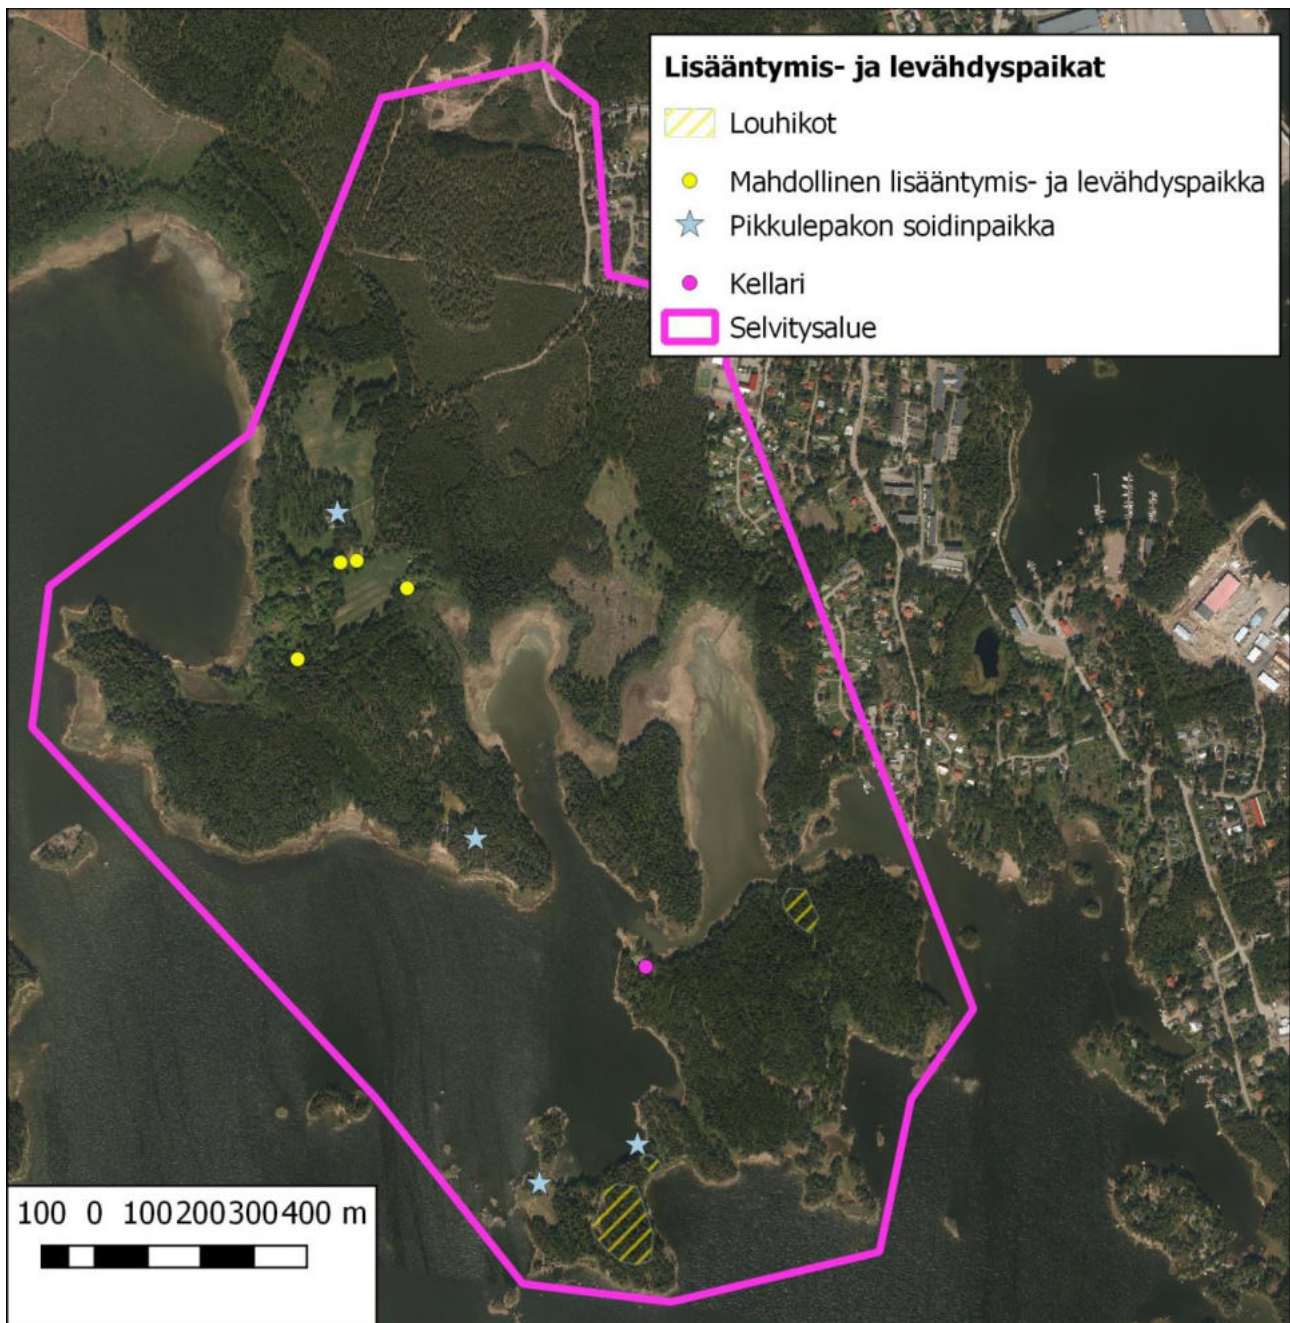 Lisääntymis- ja levähdyspaikat
Louhikot
Mahdollinen lisääntymis- ja levähdyspaikka
Pikkulepakon soidinpaikka
Kellari
Selvitysalue
100 0 100 200 300 400 m